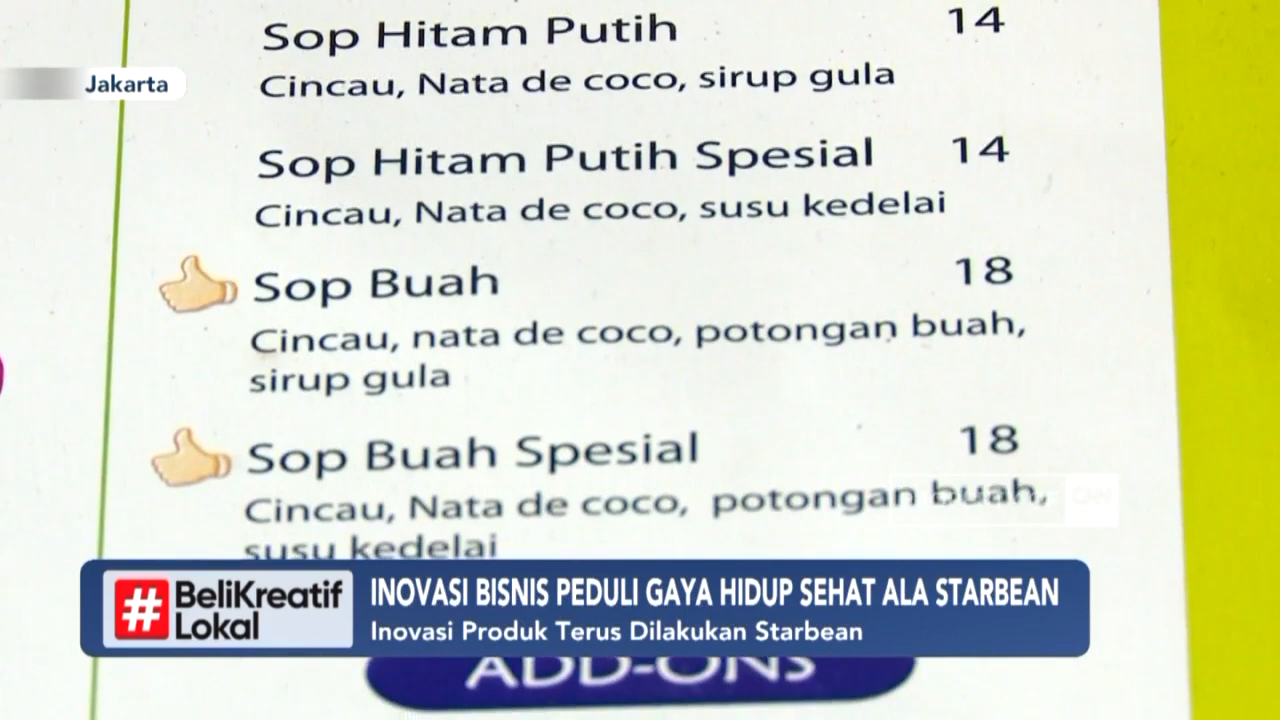 Jakarta
Sop Hitam Putih 14
Cincau, Nata de coco, sirup gula
Sop Hitam Putih Spesial 14
Cincau, Nata de coco, susu kedelai
Sop Buah 18
Cincau, nata de coco, potongan buah,
sirup gula
Sop Buah Spesial 18
Cincau, Nata de coco, potongan buah,
susu kedelai
#BeliKreatif
Lokal
INOVASI BISNIS PEDULI GAYA HIDUP SEHAT ALA STARBEAN
Inovasi Produk Terus Dilakukan Starbean
ADD-ONS